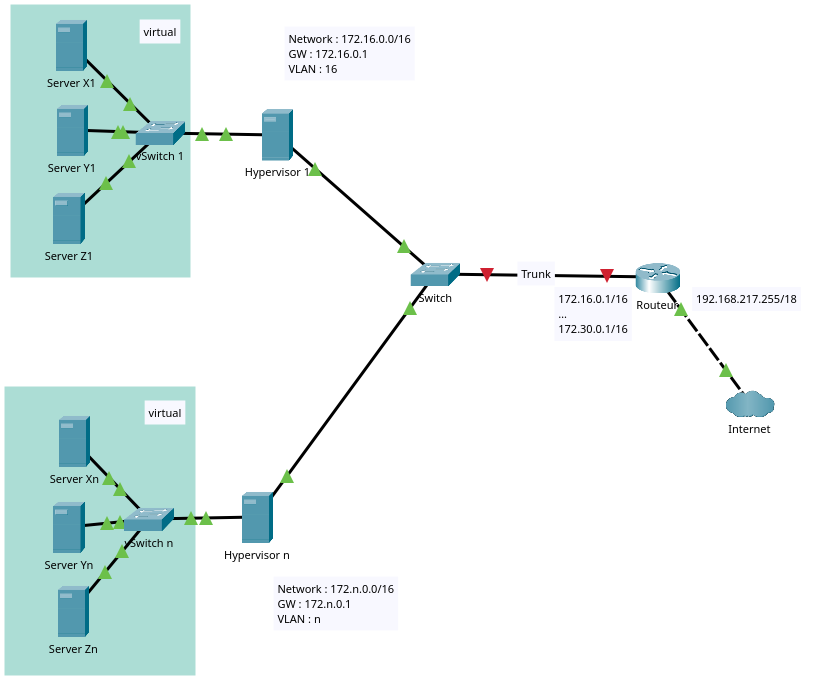 virtual
Server X1
Server Y1
vSwitch 1
Server Z1
Network : 172.16.0.0/16
GW : 172.16.0.1
VLAN : 16
Hypervisor 1
Switch
Trunk
172.16.0.1/16
...
172.30.0.1/16
Routeur
192.168.217.255/18
Internet
virtual
Server Xn
Server Yn
vSwitch n
Server Zn
Hypervisor n
Network : 172.n.0.0/16
GW : 172.n.0.1
VLAN : n